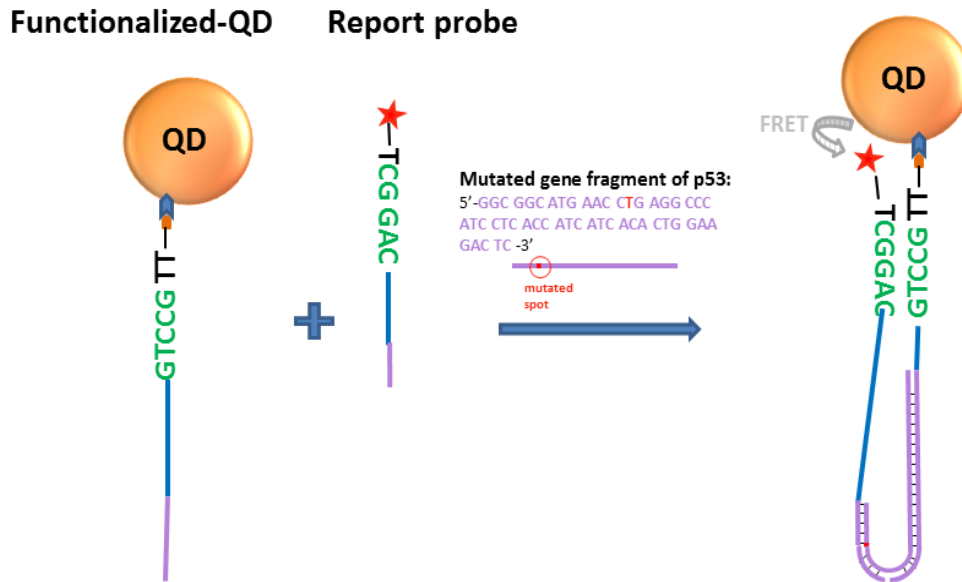 Functionalized-QD Report probe
QD
TT
GTCCG
TCG GAC
Mutated gene fragment of p53:
5’-GGC GGC ATG AAC CTG AGG CCC
ATC CTC ACC ATC ATC ACA CTG GAA
GAC TC -3’
mutated
spot
QD
FRET
TCGGAC
TT
GTCCG